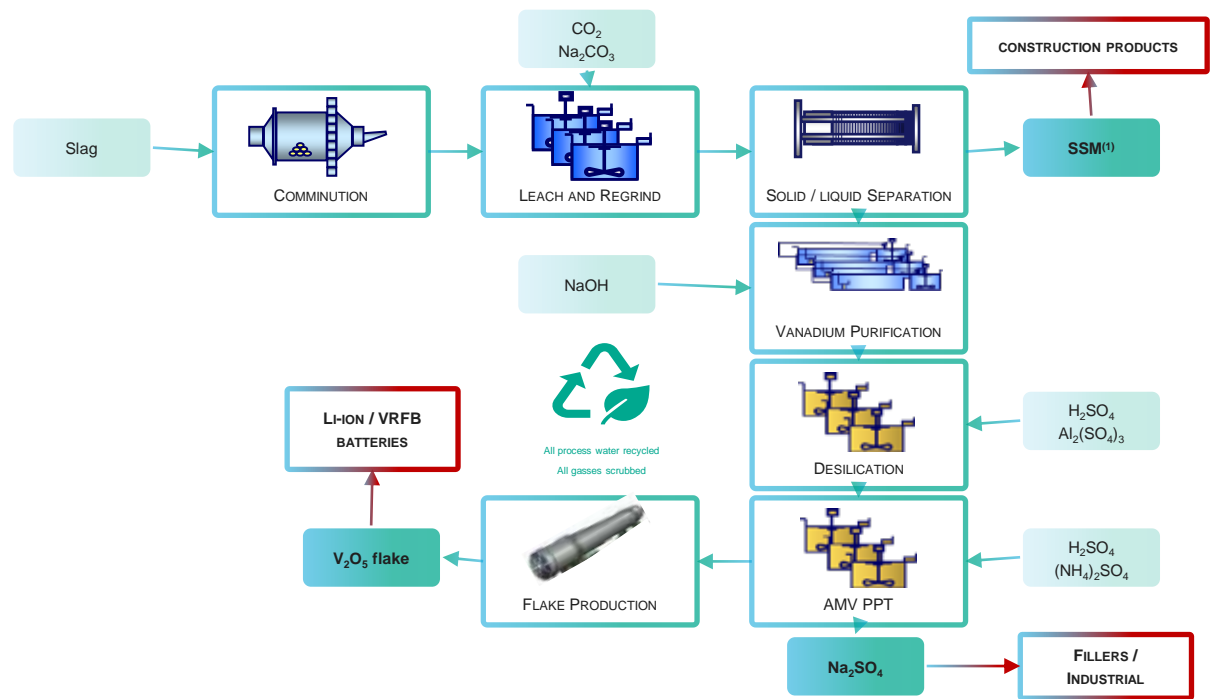 CO₂
Na₂CO₃
CONSTRUCTION PRODUCTS
Slag
COMMINUTION
LEACH AND REGRIND
SOLID / LIQUID SEPARATION
SSM⁽¹⁾
NaOH
VANADIUM PURIFICATION
All process water recycled
All gasses scrubbed
LI-ION / VRFB
BATTERIES
H₂SO₄
Al₂(SO₄)₃
DESILICATION
V₂O₅ flake
FLAKE PRODUCTION
AMV PPT
H₂SO₄
(NH₄)₂SO₄
Na₂SO₄
FILLERS /
INDUSTRIAL